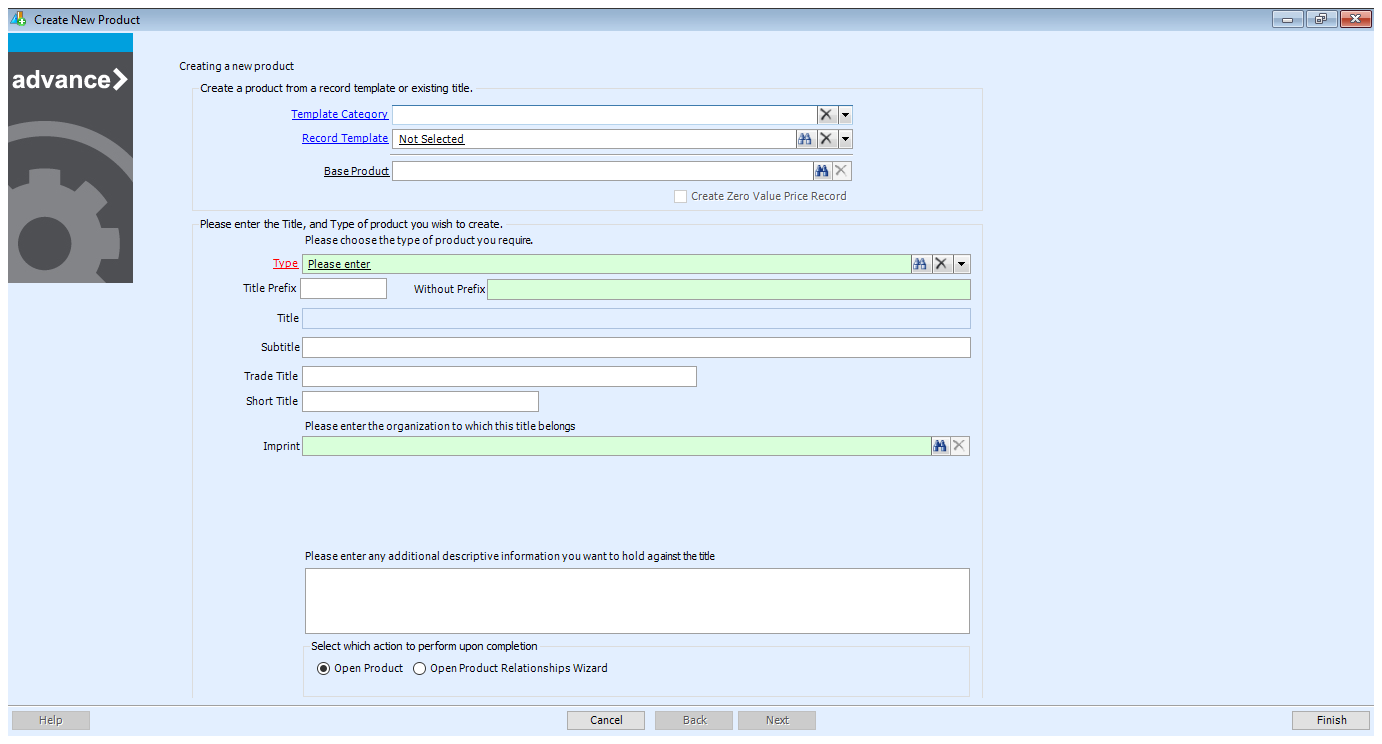 Create New Product
advance
Creating a new product
Create a product from a record template or existing title.
Template Category
Record Template Not Selected
Base Product
Create Zero Value Price Record
Please enter the Title, and Type of product you wish to create.
Please choose the type of product you require.
Type Please enter
Title Prefix Without Prefix
Title
Subtitle
Trade Title
Short Title
Please enter the organization to which this title belongs
Imprint
Please enter any additional descriptive information you want to hold against the title
Select which action to perform upon completion
Open Product Open Product Relationships Wizard
Help Cancel Back Next Finish